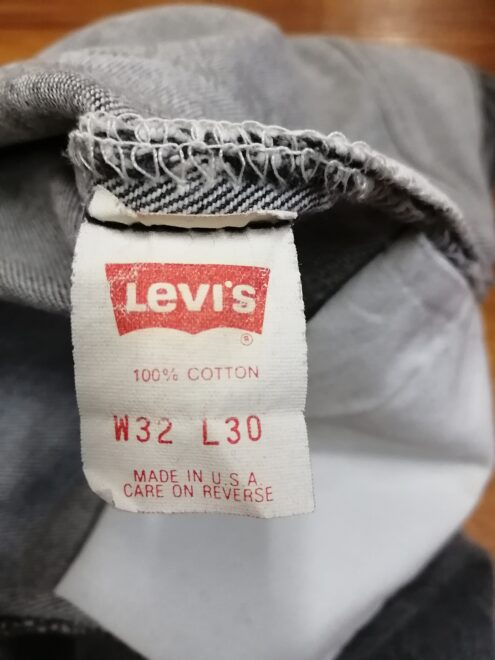 Levi's
®
100% COTTON
W32 L30
MADE IN U.S.A
CARE ON REVERSE